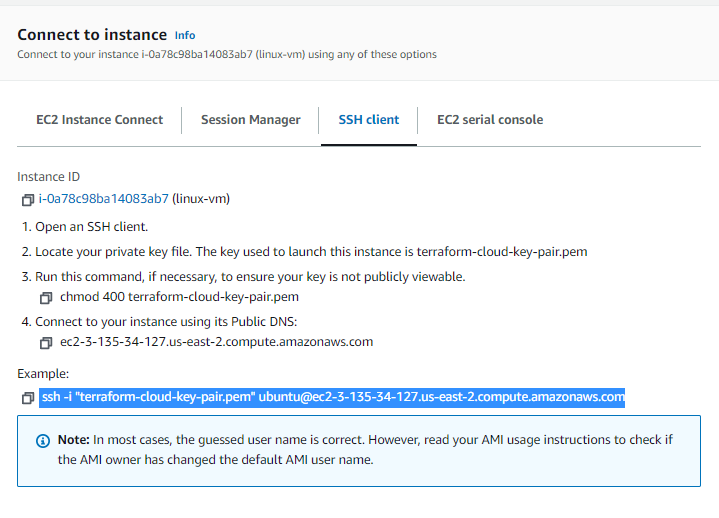 Connect to instance Info
Connect to your instance i-0a78c98ba14083ab7 (linux-vm) using any of these options
EC2 Instance Connect
Session Manager
SSH client
EC2 serial console
Instance ID
i-0a78c98ba14083ab7 (linux-vm)
1. Open an SSH client.
2. Locate your private key file. The key used to launch this instance is terraform-cloud-key-pair.pem
3. Run this command, if necessary, to ensure your key is not publicly viewable.
chmod 400 terraform-cloud-key-pair.pem
4. Connect to your instance using its Public DNS:
ec2-3-135-34-127.us-east-2.compute.amazonaws.com
Example:
ssh -i "terraform-cloud-key-pair.pem" ubuntu@ec2-3-135-34-127.us-east-2.compute.amazonaws.com
Note: In most cases, the guessed user name is correct. However, read your AMI usage instructions to check if
the AMI owner has changed the default AMI user name.